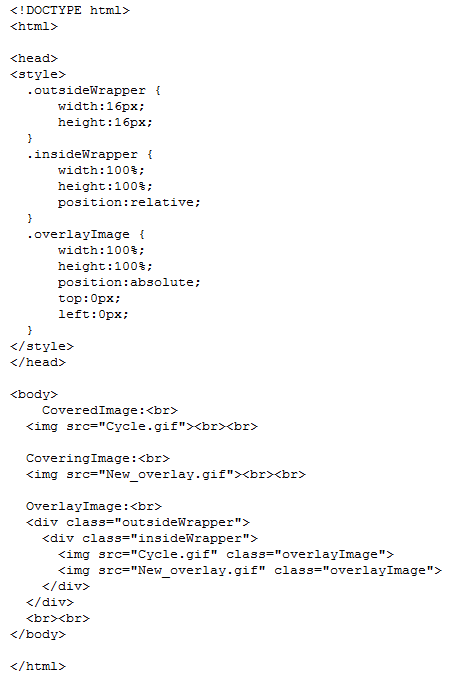 <!DOCTYPE html>
<html>

<head>
<style>
  .outsideWrapper {
      width:16px;
      height:16px;
  }
  .insideWrapper {
      width:100%;
      height:100%;
      position:relative;
  }
  .overlayImage {
      width:100%;
      height:100%;
      position:absolute;
      top:0px;
      left:0px;
  }
</style>
</head>

<body>
    CoveredImage:<br>
  <img src="Cycle.gif"><br><br>

  CoveringImage:<br>
  <img src="New_overlay.gif"><br><br>

  OverlayImage:<br>
  <div class="outsideWrapper">
    <div class="insideWrapper">
      <img src="Cycle.gif" class="overlayImage">
      <img src="New_overlay.gif" class="overlayImage">
    </div>
  </div>
  <br><br>
</body>

</html>